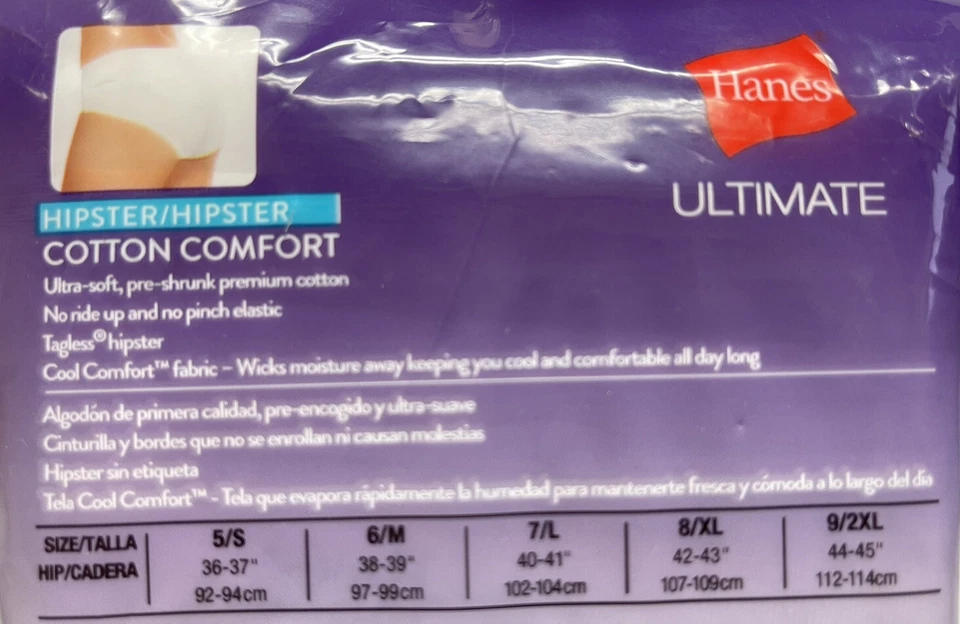 Hanes
ULTIMATE
HIPSTER/HIPSTER
COTTON COMFORT
Ultra-soft, pre-shrunk premium cotton
No ride up and no pinch elastic
Tagless® hipster
Cool Comfort™ fabric – Wicks moisture away keeping you cool and comfortable all day long
Algodón de primera calidad, pre-encogido y ultra-suave
Cinturilla y bordes que no se enrollan ni causan molestias
Hipster sin etiqueta
Tela Cool Comfort™ - Tela que evapora rápidamente la humedad para mantenerte fresca y cómoda a lo largo del día
SIZE/TALLA 5/S 6/M 7/L 8/XL 9/2XL
HIP/CADERA 36-37" 38-39" 40-41" 42-43" 44-45"
92-94cm 97-99cm 102-104cm 107-109cm 112-114cm